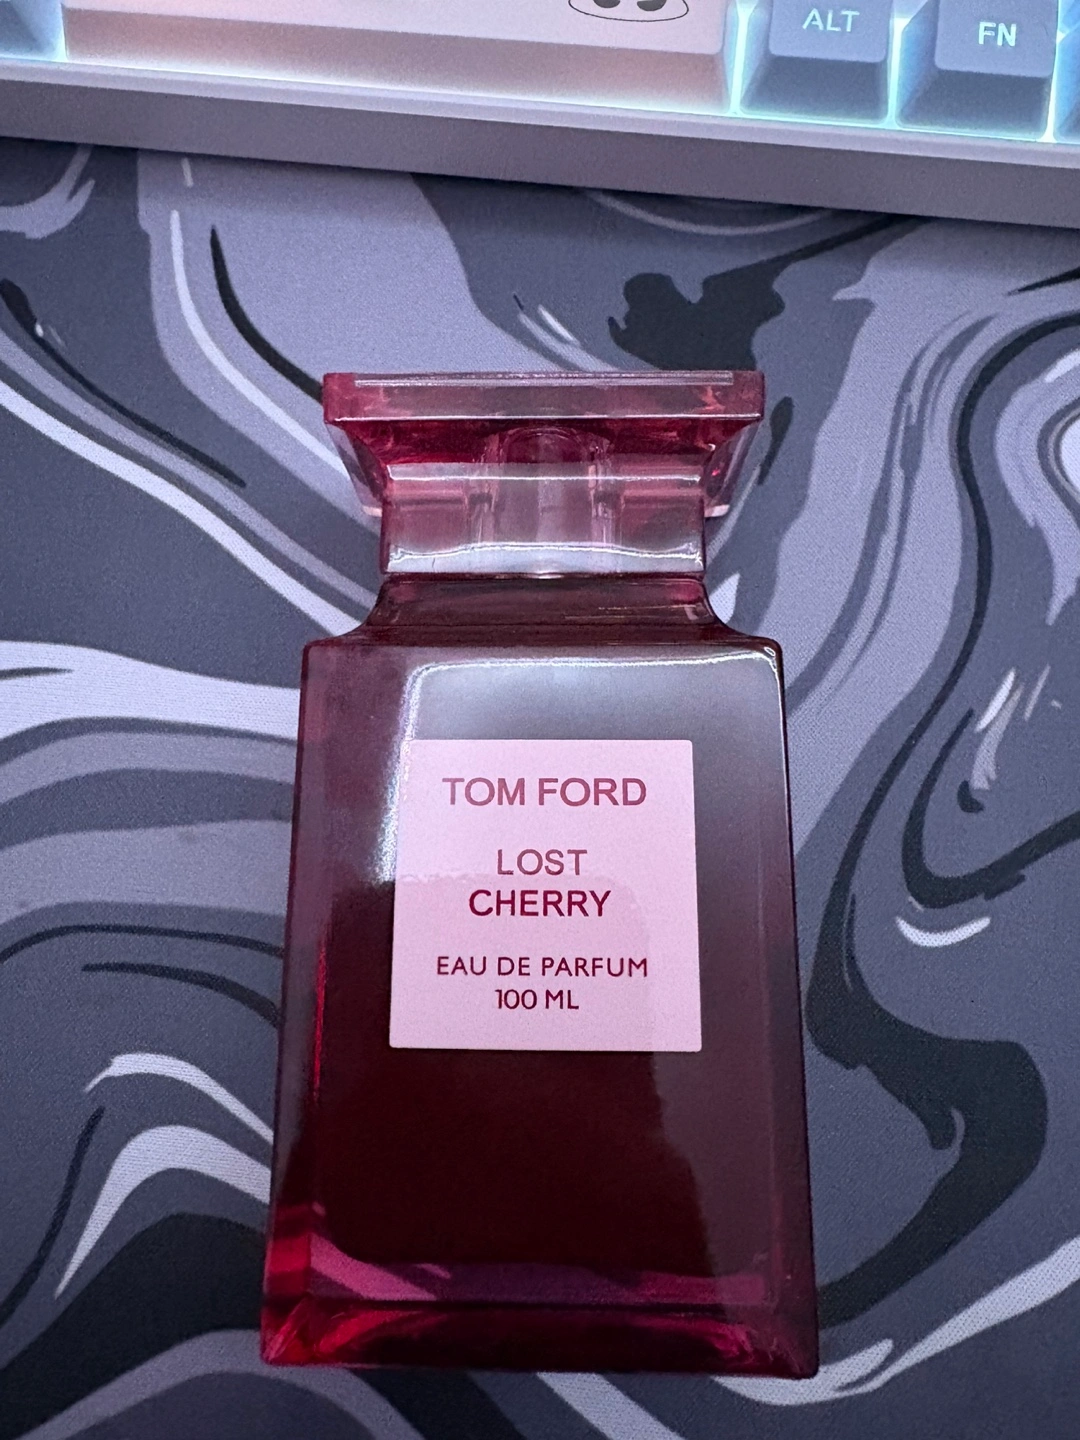 ALT
FN
TOM FORD
LOST
CHERRY
EAU DE PARFUM
100 ML